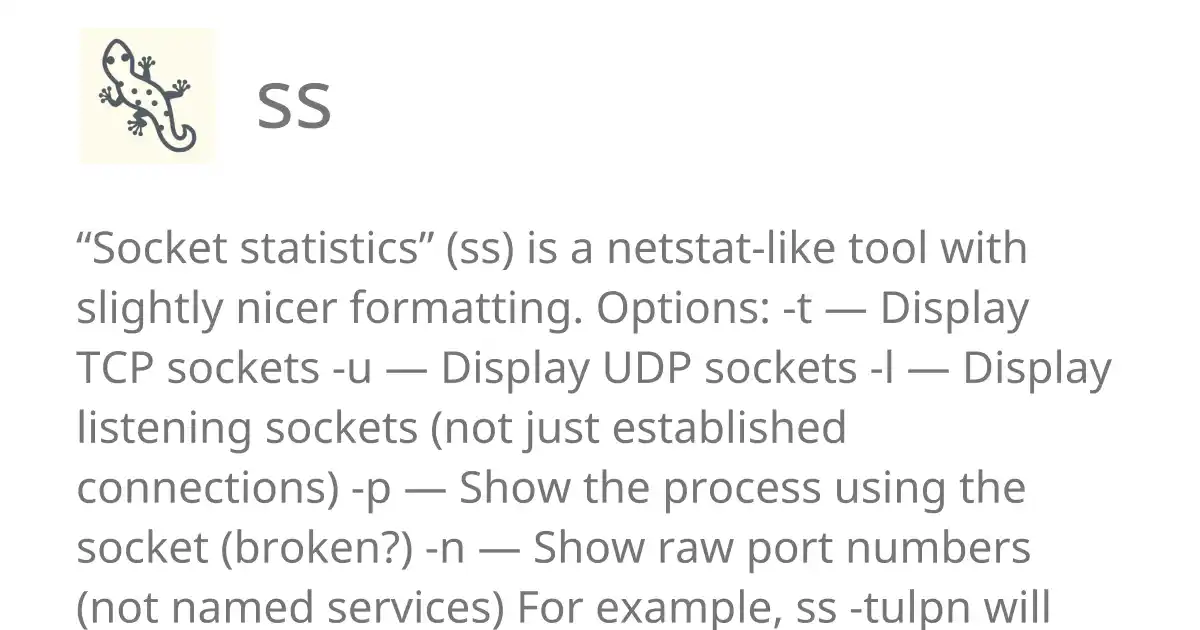 ss
“Socket statistics” (ss) is a netstat-like tool with
slightly nicer formatting. Options: -t — Display
TCP sockets -u — Display UDP sockets -l — Display
listening sockets (not just established
connections) -p — Show the process using the
socket (broken?) -n — Show raw port numbers
(not named services) For example, ss -tulpn will